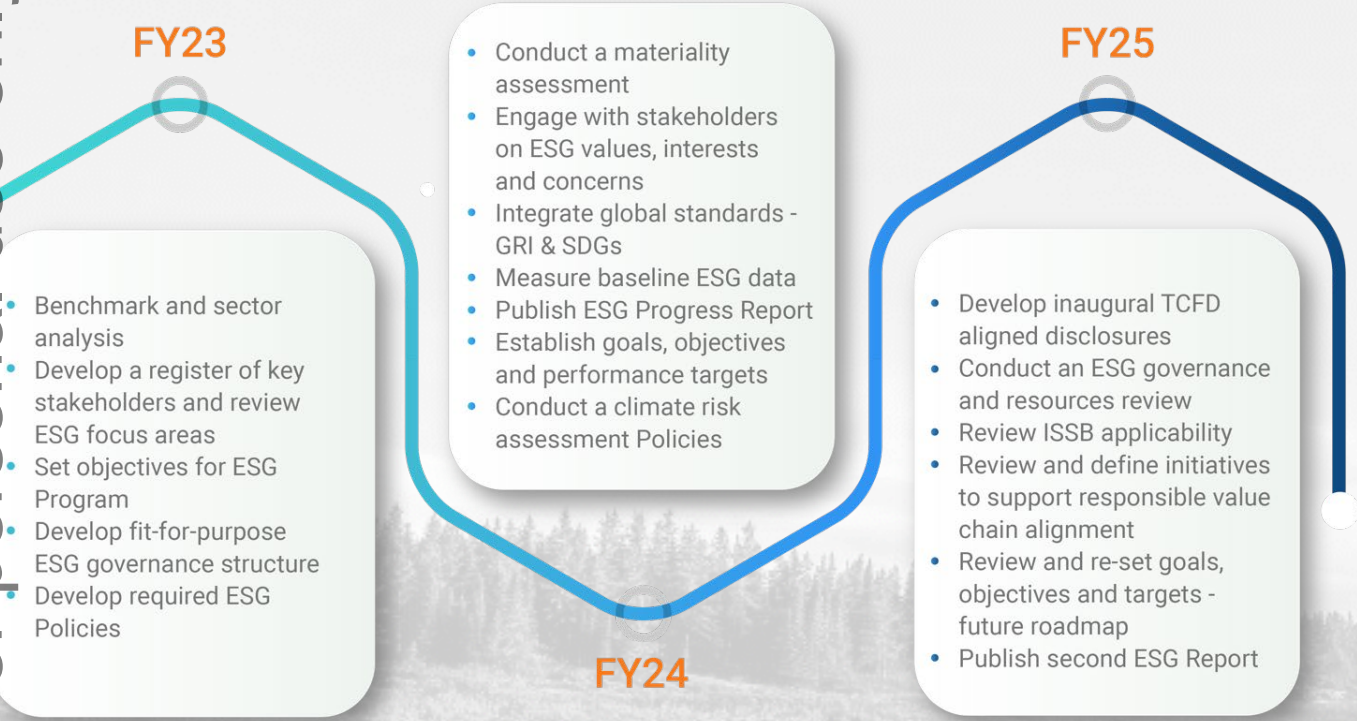 FY23
• Benchmark and sector
analysis
• Develop a register of key
stakeholders and review
ESG focus areas
• Set objectives for ESG
Program
• Develop fit-for-purpose
ESG governance structure
• Develop required ESG
Policies
• Conduct a materiality
assessment
• Engage with stakeholders
on ESG values, interests
and concerns
• Integrate global standards -
GRI & SDGs
• Measure baseline ESG data
• Publish ESG Progress Report
• Establish goals, objectives
and performance targets
• Conduct a climate risk
assessment Policies
FY24
FY25
• Develop inaugural TCFD
aligned disclosures
• Conduct an ESG governance
and resources review
• Review ISSB applicability
• Review and define initiatives
to support responsible value
chain alignment
• Review and re-set goals,
objectives and targets -
future roadmap
• Publish second ESG Report